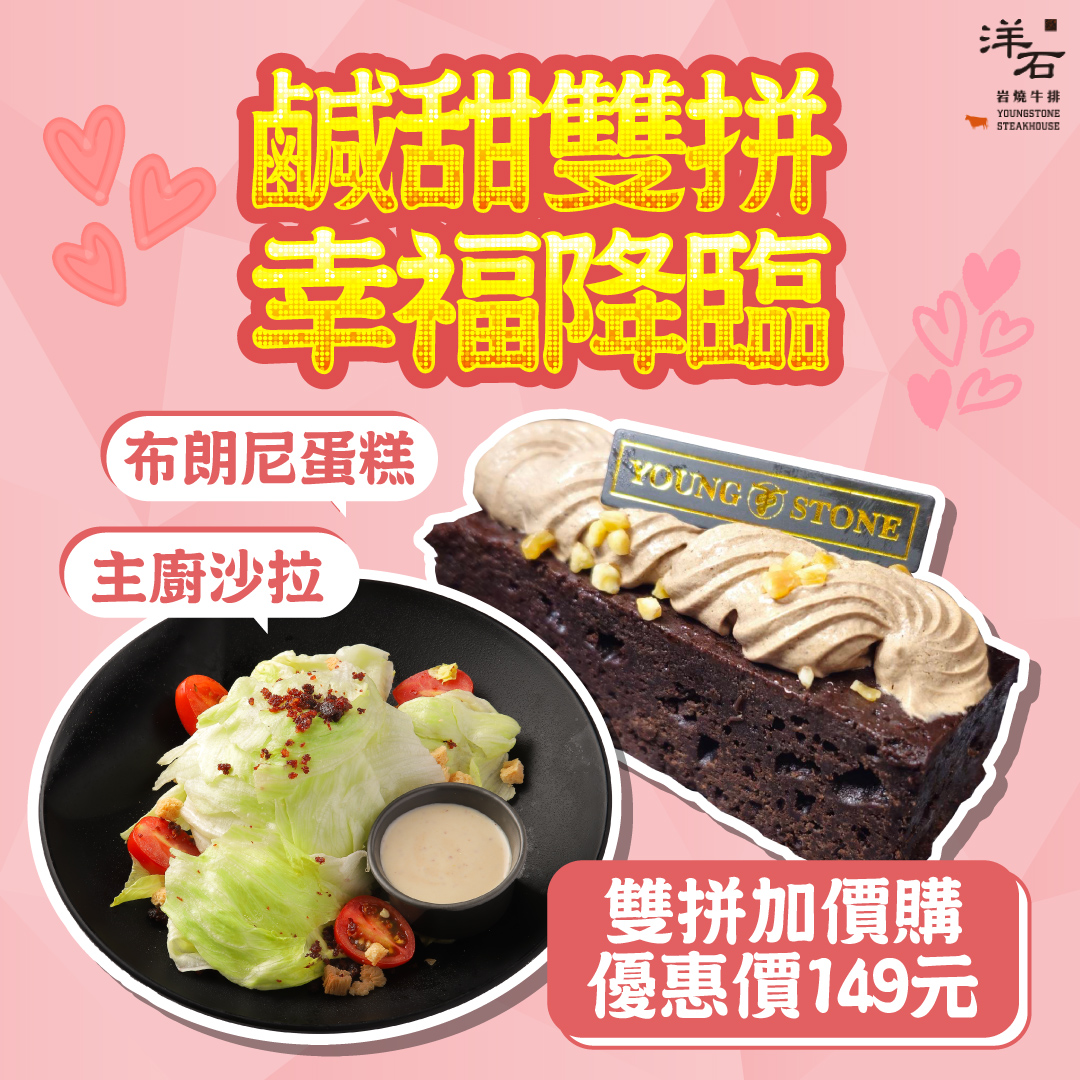 洋石
岩燒牛排
YOUNGSTONE
STEAKHOUSE
鹹甜雙拼
幸福降臨
布朗尼蛋糕
主廚沙拉
YOUNG STONE
雙拼加價購
優惠價149元